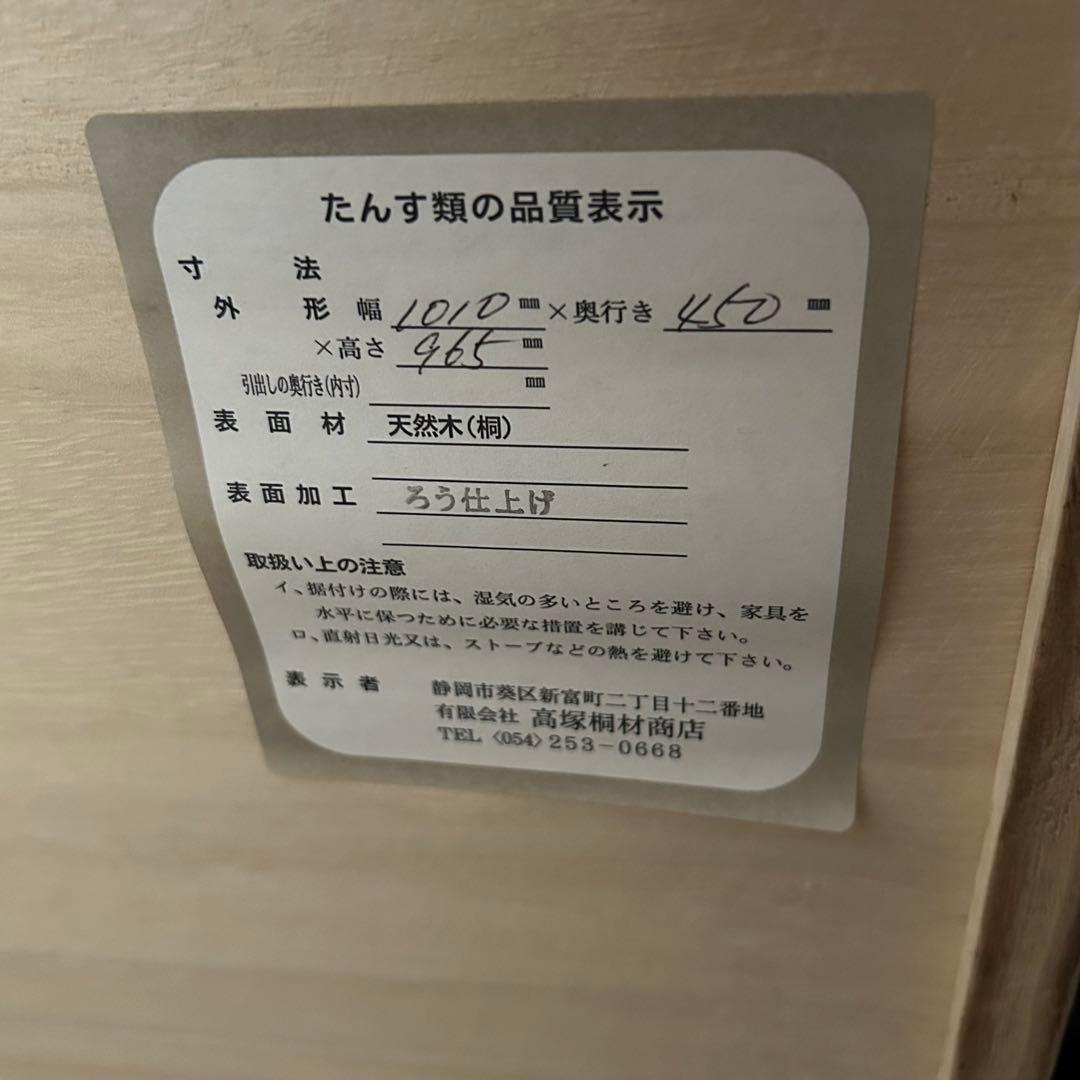 たんす類の品質表示
寸法
外形 幅 1010 mm ×奥行き 450 mm
×高さ 965 mm
引出しの奥行き(内寸) mm
表面材 天然木(桐)
表面加工 ろう仕上げ
取扱い上の注意
イ、据付けの際には、湿気の多いところを避け、家具を
水平に保つために必要な措置を講じて下さい。
ロ、直射日光又は、ストーブなどの熱を避けて下さい。
表示者 静岡市葵区新富町二丁目十二番地
有限会社 高塚桐材商店
TEL〈054〉253-0668